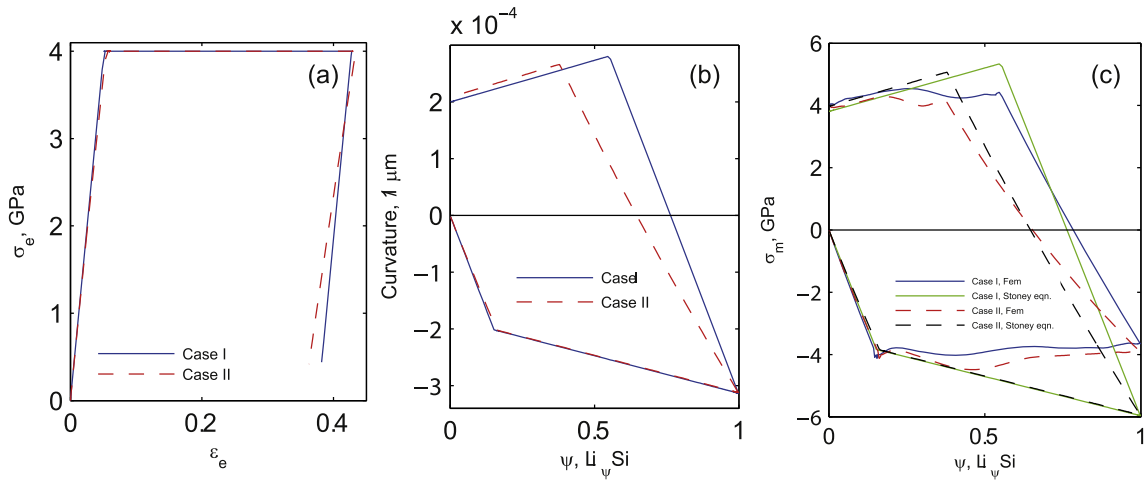 (a)
4
3
2
1
0
σe, GPa
0
0.2
0.4
εe
Case I
Case II
(b)
x 10-4
2
1
0
−1
−2
−3
Curvature, 1/ μm
0
0.5
1
ψ, LiψSi
Case I
Case II
(c)
6
4
2
0
−2
−4
−6
σm, GPa
0
0.5
1
ψ, LiψSi
Case I, Fem
Case I, Stoney eqn.
Case II, Fem
Case II, Stoney eqn.